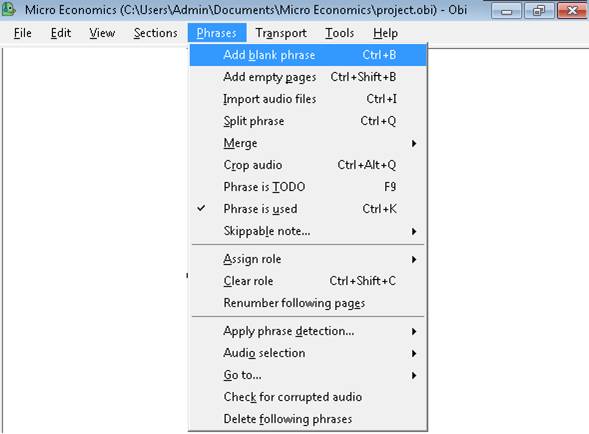 Micro Economics (C:\Users\Admin\Documents\Micro Economics\project.obi) - Obi
File Edit View Sections Phrases Transport Tools Help
Add blank phrase Ctrl+B
Add empty pages Ctrl+Shift+B
Import audio files Ctrl+I
Split phrase Ctrl+Q
Merge
Crop audio Ctrl+Alt+Q
Phrase is TODO F9
Phrase is used Ctrl+K
Skippable note...
Assign role
Clear role Ctrl+Shift+C
Renumber following pages
Apply phrase detection...
Audio selection
Go to...
Check for corrupted audio
Delete following phrases